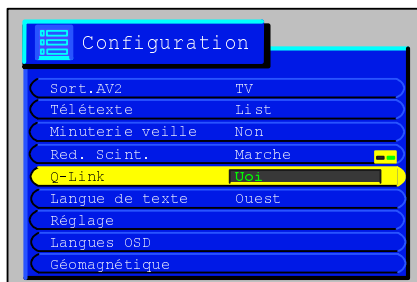 Configuration
Sort.AV2 TV
Télétexte List
Minuterie veille Non
Red. Scint. Marche
Q-Link Uoi
Langue de texte Ouest
Réglage
Langues OSD
Géomagnétique